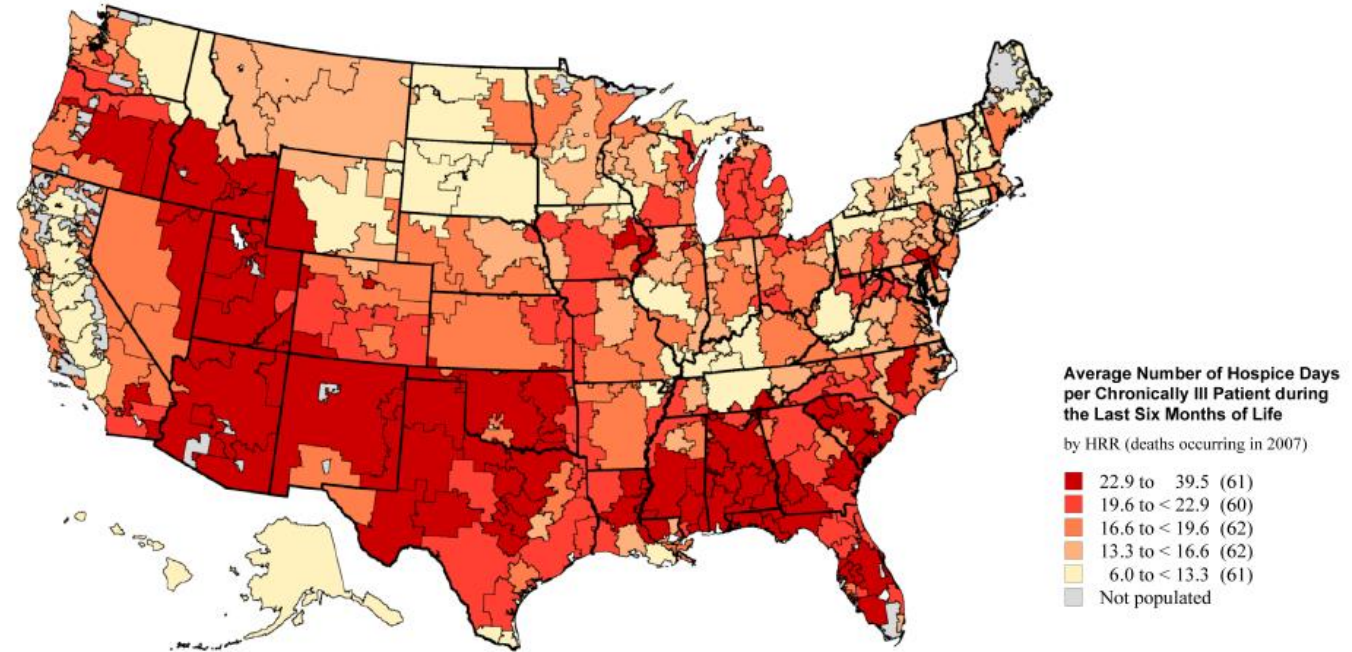 Average Number of Hospice Days
per Chronically Ill Patient during
the Last Six Months of Life
by HRR (deaths occurring in 2007)
22.9 to 39.5 (61)
19.6 to < 22.9 (60)
16.6 to < 19.6 (62)
13.3 to < 16.6 (62)
6.0 to < 13.3 (61)
Not populated